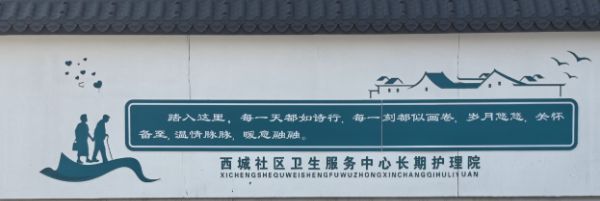 踏入这里，每一天都如诗行，每一刻都似画卷，岁月悠悠，关怀
备至，温情脉脉，暖意融融。
西城社区卫生服务中心长期护理院
XICHENGSHEQUWEISHENGFUWUZHONGXINCHANGQIHULIYUAN